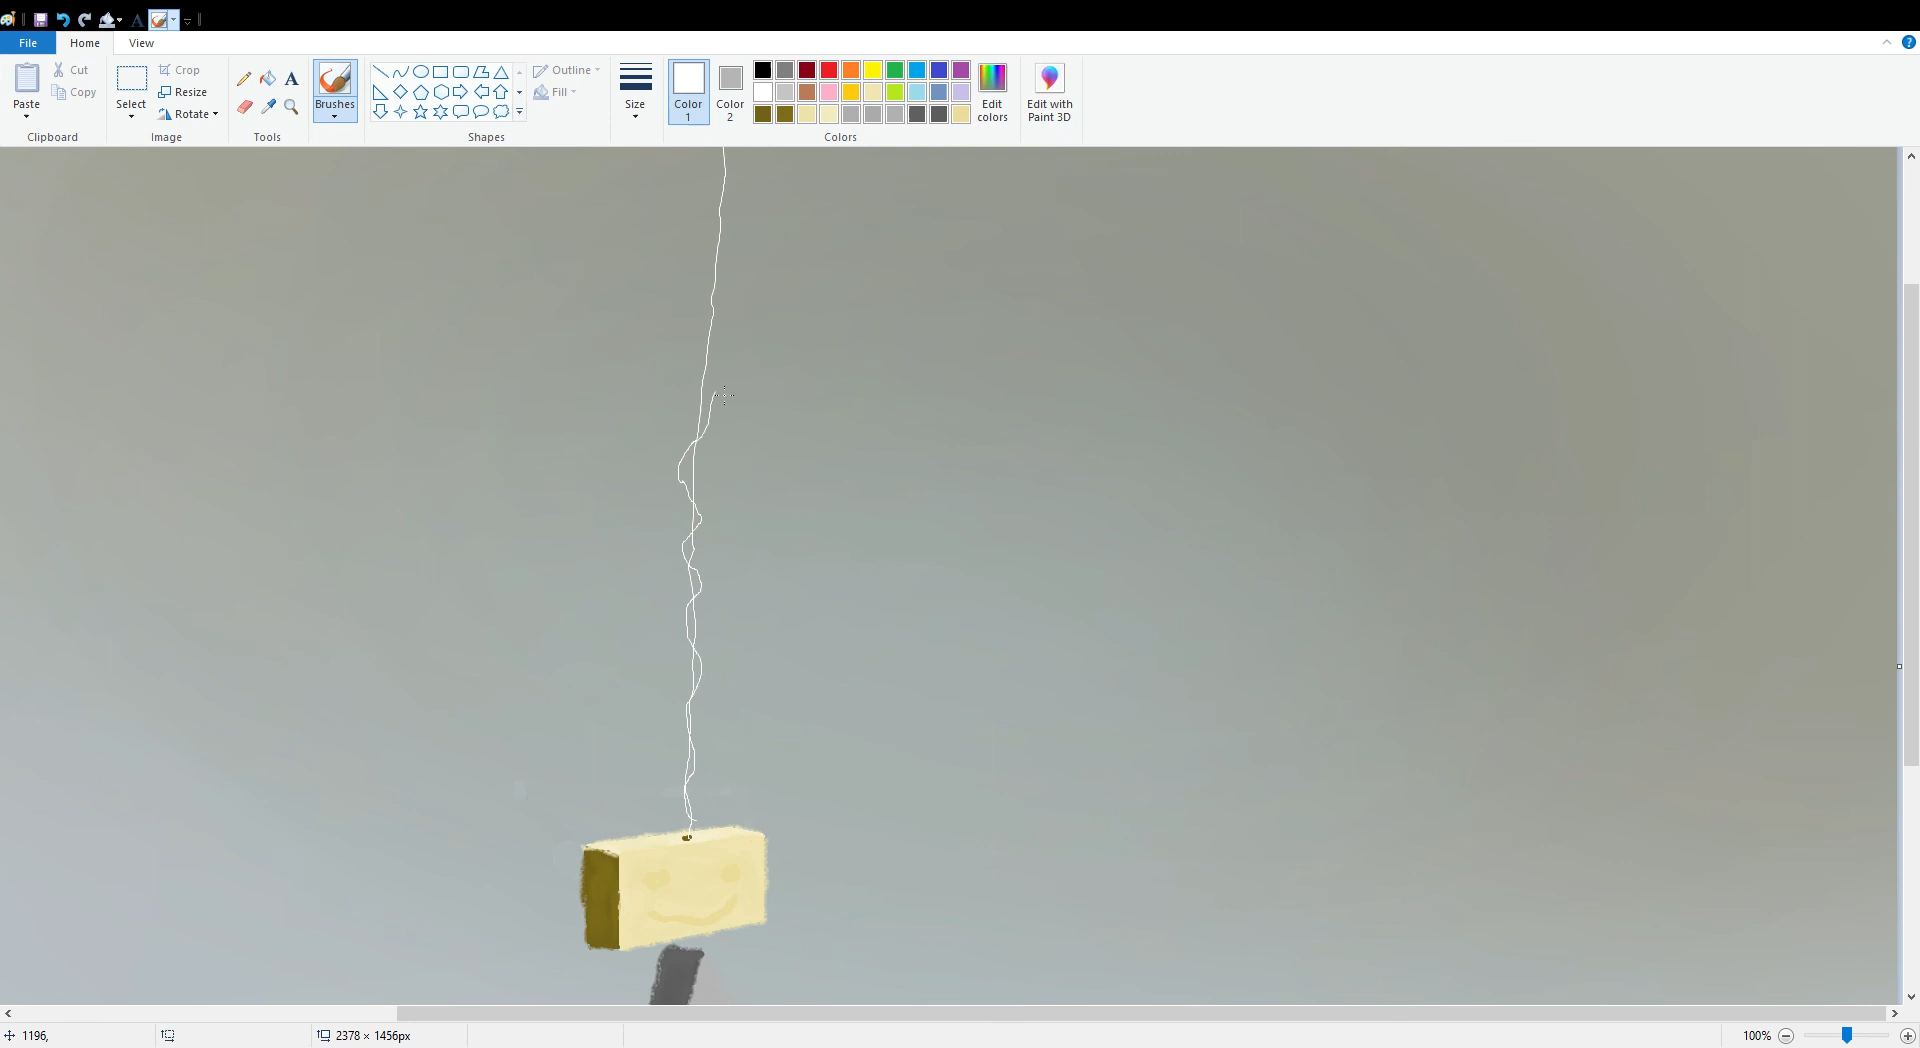 File Home View
Paste
Cut
Copy
Clipboard
Select
Crop
Resize
Rotate
Image
A
Tools
Brushes
Shapes
Outline
Fill
Size
Color
1
Color
2
Colors
Edit
colors
Edit with
Paint 3D
1196,
2378 × 1456px
100%